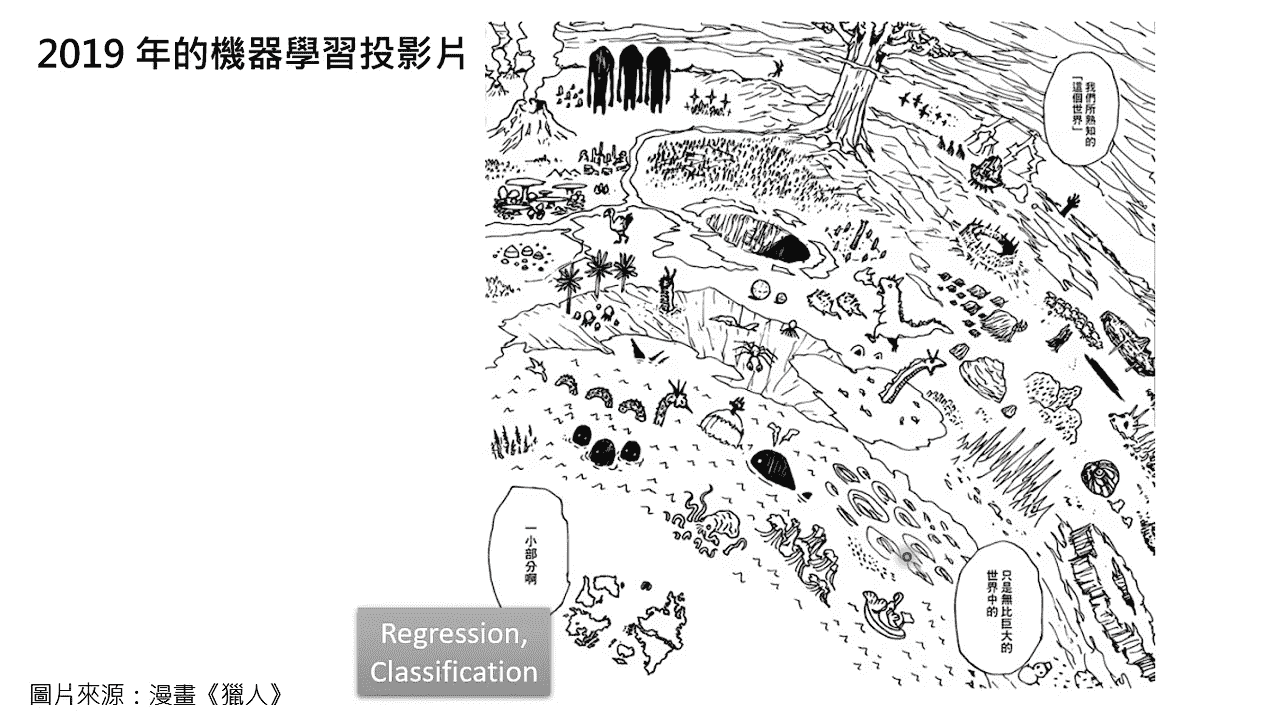 2019 年的機器學習投影片
我們所熟知的
「這個世界」
只是無比巨大的
世界中的
一小部分啊
Regression,
Classification
圖片來源：漫畫《獵人》